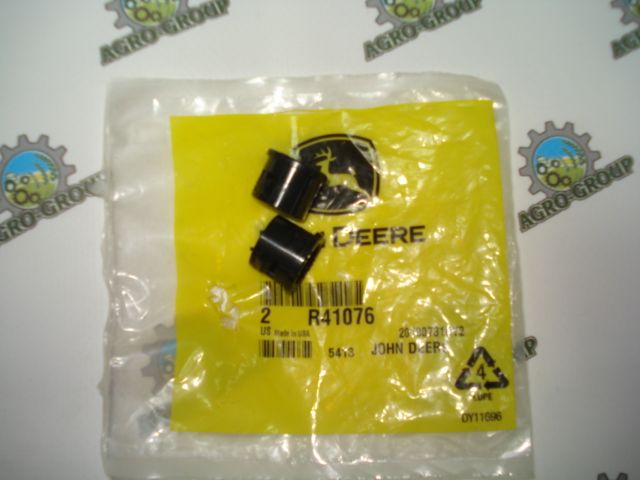 AGRO-GROUP
AGRO-GROUP
AGRO-GROUP
AGRO-GROUP
DEERE
2 R41076
US Made in USA
5413 JOHN DEERE
4
LDPE
DY11696